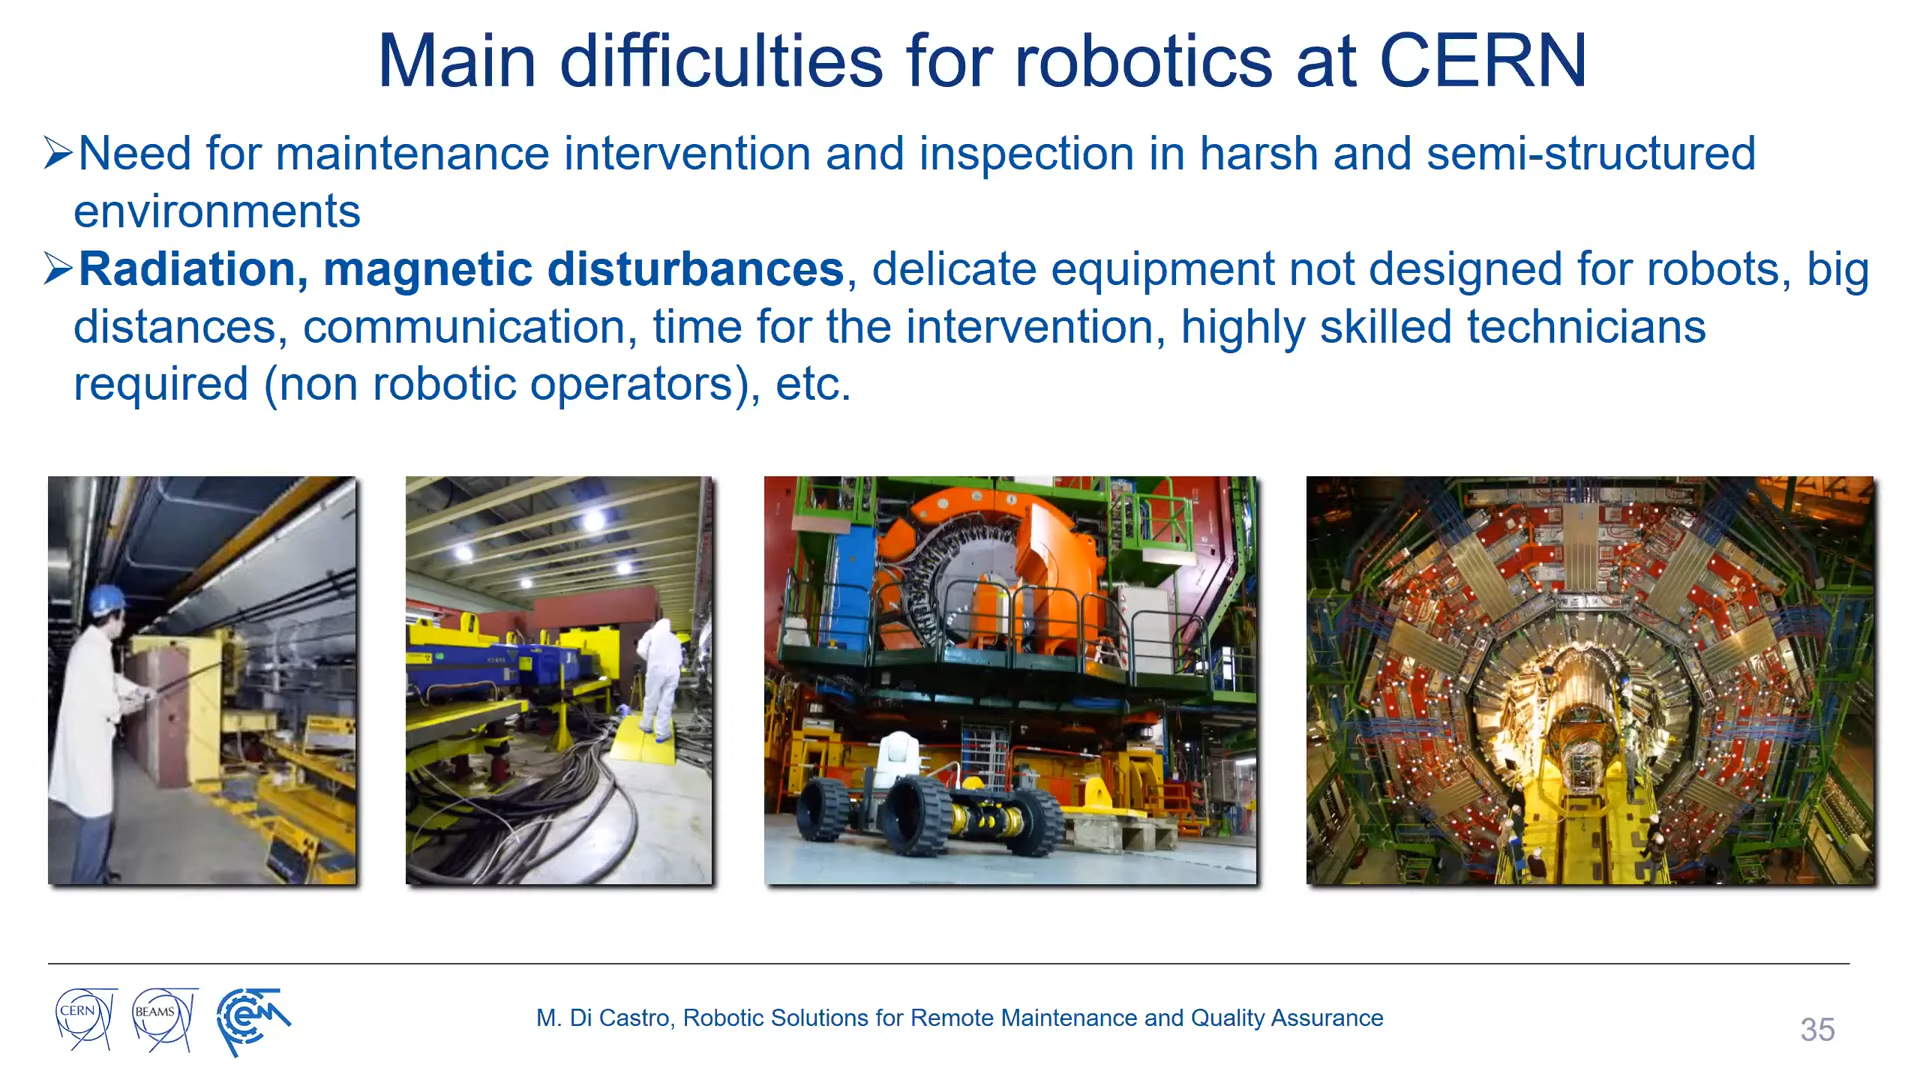 Main difficulties for robotics at CERN
➢Need for maintenance intervention and inspection in harsh and semi-structured
environments
➢Radiation, magnetic disturbances, delicate equipment not designed for robots, big
distances, communication, time for the intervention, highly skilled technicians
required (non robotic operators), etc.
CERN
BEAMS
cem
M. Di Castro, Robotic Solutions for Remote Maintenance and Quality Assurance
35